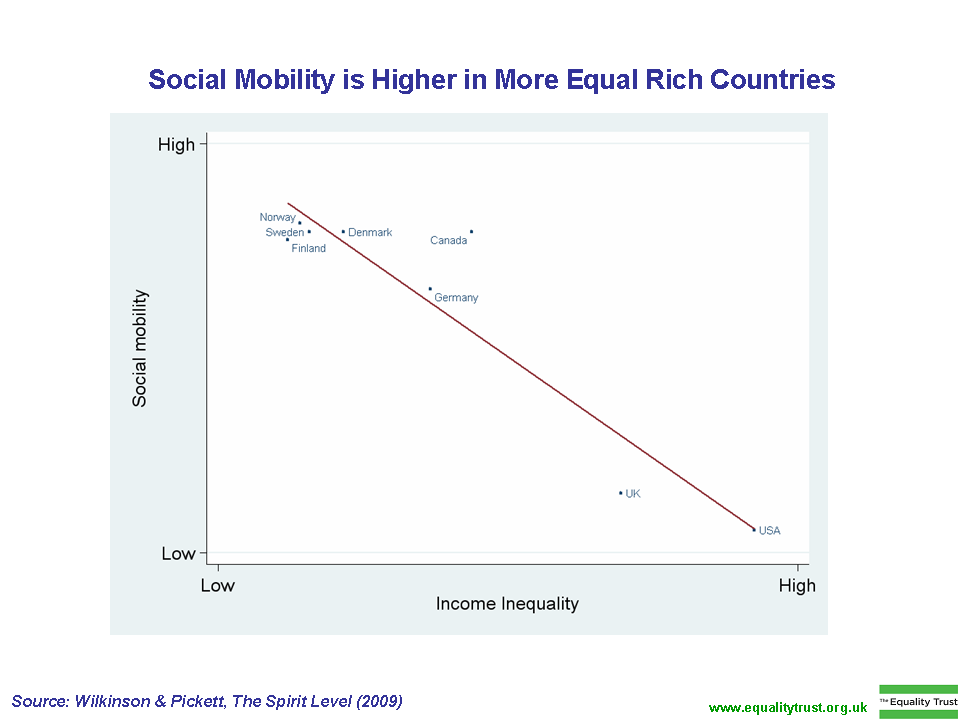 Social Mobility is Higher in More Equal Rich Countries
High
Norway
Sweden
Denmark
Finland
Canada
Germany
Social mobility
UK
USA
Low
Low
High
Income Inequality
Source: Wilkinson & Pickett, The Spirit Level (2009)
www.equalitytrust.org.uk
The Equality Trust